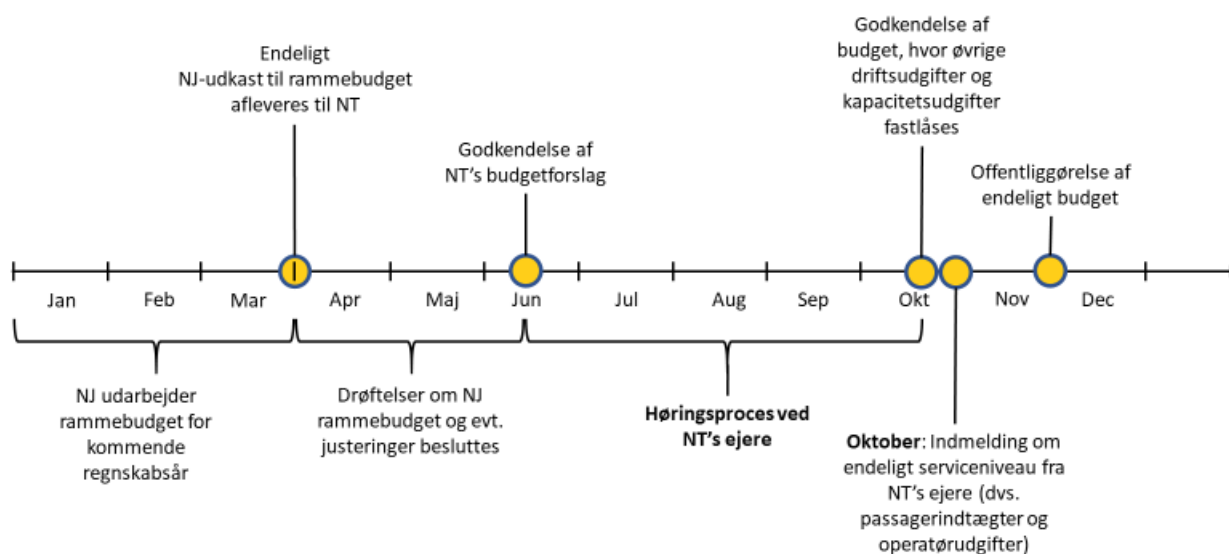 Endeligt
NJ-udkast til rammebudget
afleveres til NT
Godkendelse af
NT's budgetforslag
Godkendelse af
budget, hvor øvrige
driftsudgifter og
kapacitetsudgifter
fastlåses
Offentliggørelse af
endeligt budget
Jan Feb Mar Apr Maj Jun Jul Aug Sep Okt Nov Dec
NJ udarbejder
rammebudget for
kommende
regnskabsår
Drøftelser om NJ
rammebudget og evt.
justeringer besluttes
Høringsproces ved
NT's ejere
Oktober: Indmelding om
endeligt serviceniveau fra
NT's ejere (dvs.
passagerindtægter og
operatørudgifter)